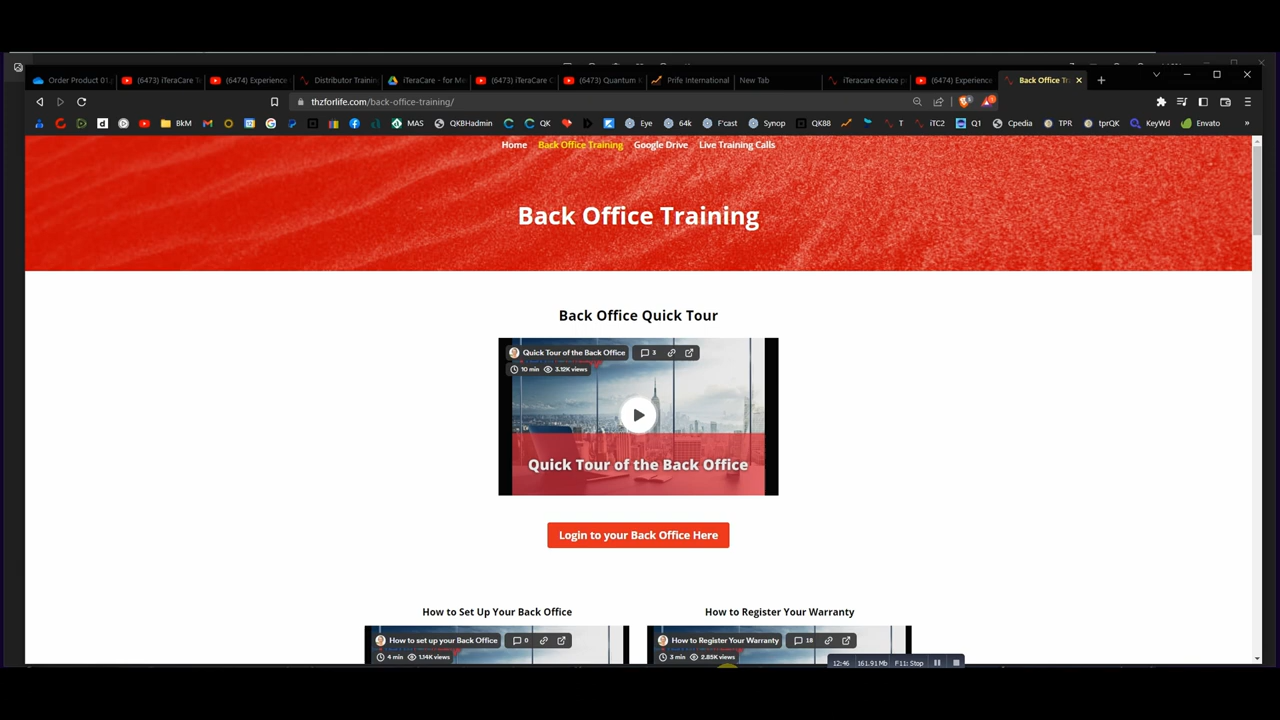 Order Product 01.
(6473) iTeraCare T
(6474) Experience
Distributor Trainin
iTeraCare - for Me
(6473) iTeraCare C
(6474) Quantum
Prife International
New Tab
iTeracare device p
(6474) Experience
Back Office Tr
thzforlife.com/back-office-training/
BkM
MAS
QKBHadmin
QK
Eye
64k
F'cast
Synop
QK88
T
iTC2
Q1
Cpedia
TPR
tprQK
KeyWd
Envato
Home
Back Office Training
Google Drive
Live Training Calls
Back Office Training
Back Office Quick Tour
Quick Tour of the Back Office
3
10 min
3.12K views
Quick Tour of the Back Office
Login to your Back Office Here
How to Set Up Your Back Office
How to Register Your Warranty
How to set up your Back Office
0
How to Register Your Warranty
18
4 min
1.14K views
3 min
2.85K views
12:46
161.91 Mb
F11: Stop